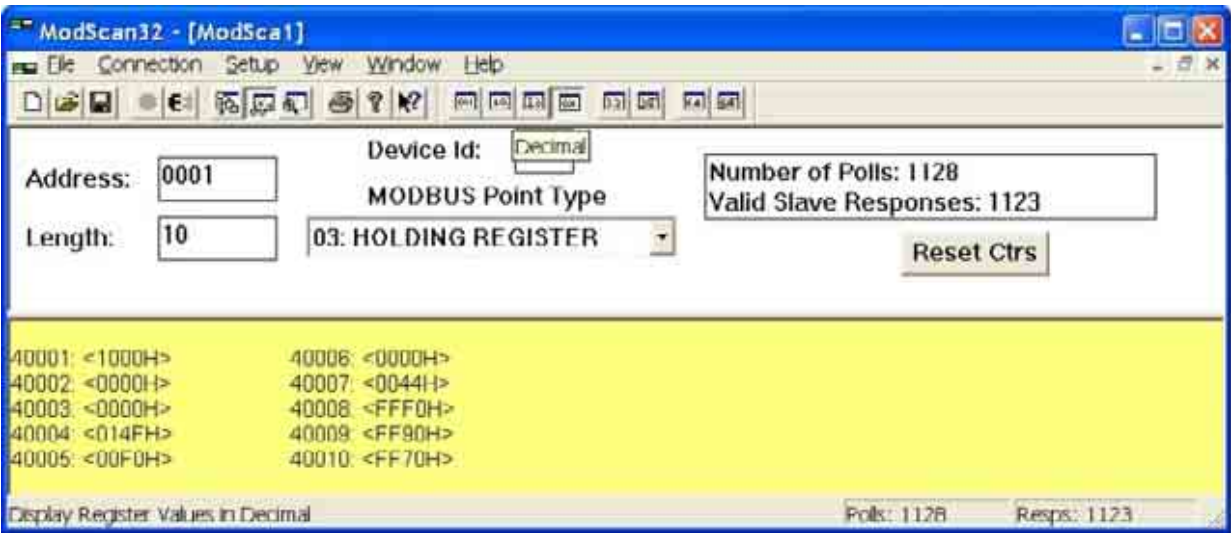 ModScan32 - [ModSca1]
File Connection Setup View Window Help
Device Id:
Decimal
Address: 0001
MODBUS Point Type
Number of Polls: 1128
Valid Slave Responses: 1123
Length: 10
03: HOLDING REGISTER
Reset Ctrs
40001: <1000H> 40006: <0000H>
40002: <0000H> 40007: <0044H>
40003: <0000H> 40008: <FFF0H>
40004: <014FH> 40009: <FF90H>
40005: <00F0H> 40010: <FF70H>
Display Register Values in Decimal
Polls: 1128
Resps: 1123